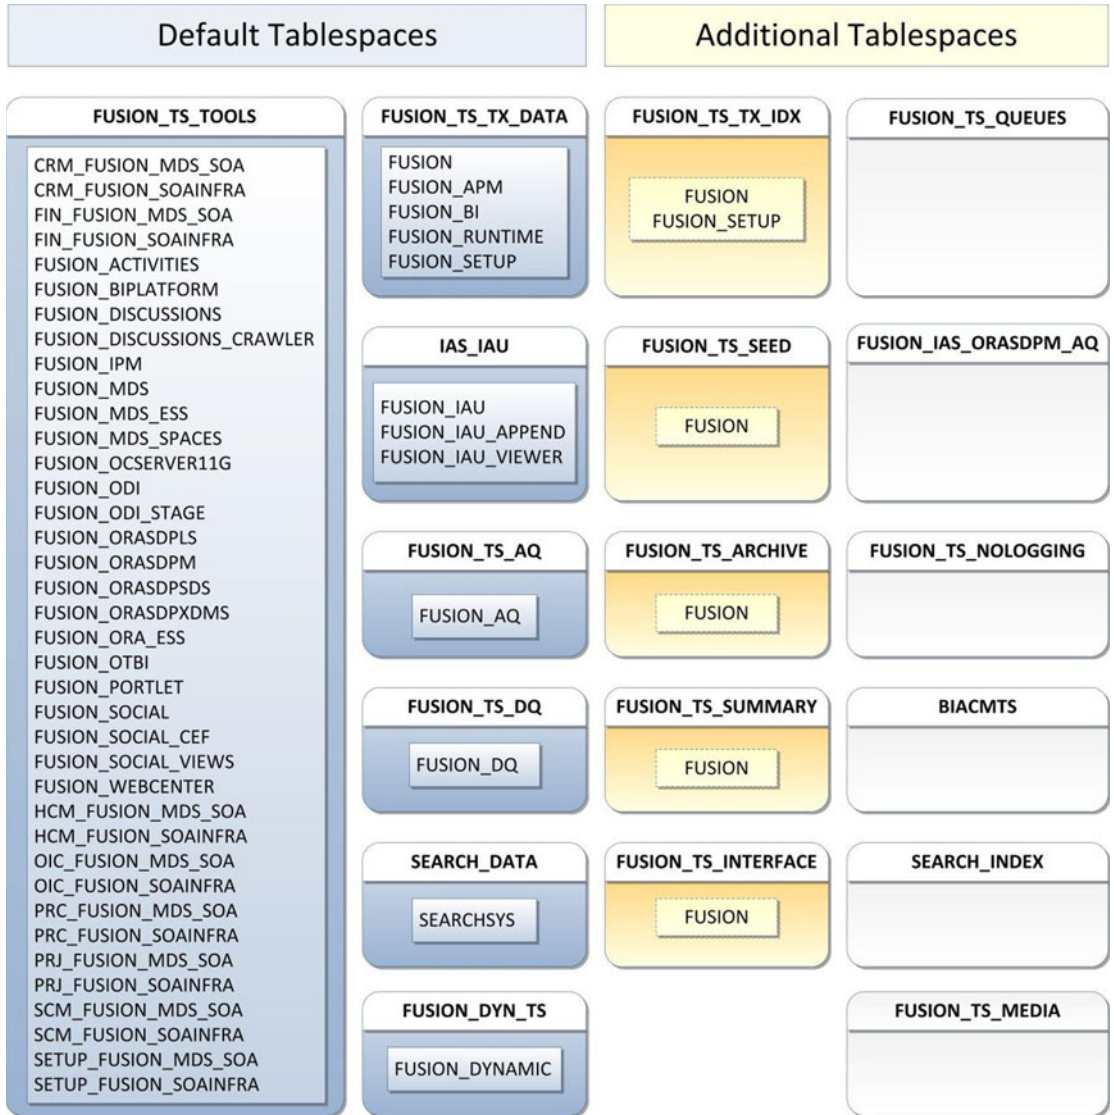 Default Tablespaces
Additional Tablespaces
FUSION_TS_TOOLS
CRM_FUSION_MDS_SOA
CRM_FUSION_SOAINFRA
FIN_FUSION_MDS_SOA
FIN_FUSION_SOAINFRA
FUSION_ACTIVITIES
FUSION_BIPLATFORM
FUSION_DISCUSSIONS
FUSION_DISCUSSIONS_CRAWLER
FUSION_IPM
FUSION_MDS
FUSION_MDS_ESS
FUSION_MDS_SPACES
FUSION_OCSERVER11G
FUSION_ODI
FUSION_ODI_STAGE
FUSION_ORASDPLS
FUSION_ORASDPM
FUSION_ORASDPSDS
FUSION_ORASDPXDMS
FUSION_ORA_ESS
FUSION_OTBI
FUSION_PORTLET
FUSION_SOCIAL
FUSION_SOCIAL_CEF
FUSION_SOCIAL_VIEWS
FUSION_WEBCENTER
HCM_FUSION_MDS_SOA
HCM_FUSION_SOAINFRA
OIC_FUSION_MDS_SOA
OIC_FUSION_SOAINFRA
PRC_FUSION_MDS_SOA
PRC_FUSION_SOAINFRA
PRJ_FUSION_MDS_SOA
PRJ_FUSION_SOAINFRA
SCM_FUSION_MDS_SOA
SCM_FUSION_SOAINFRA
SETUP_FUSION_MDS_SOA
SETUP_FUSION_SOAINFRA
FUSION_TS_TX_DATA
FUSION
FUSION_APM
FUSION_BI
FUSION_RUNTIME
FUSION_SETUP
IAS_IAU
FUSION_IAU
FUSION_IAU_APPEND
FUSION_IAU_VIEWER
FUSION_TS_AQ
FUSION_AQ
FUSION_TS_DQ
FUSION_DQ
SEARCH_DATA
SEARCHSYS
FUSION_DYN_TS
FUSION_DYNAMIC
FUSION_TS_TX_IDX
FUSION
FUSION_SETUP
FUSION_TS_SEED
FUSION
FUSION_TS_ARCHIVE
FUSION
FUSION_TS_SUMMARY
FUSION
FUSION_TS_INTERFACE
FUSION
FUSION_TS_QUEUES
FUSION_IAS_ORASDPM_AQ
FUSION_TS_NOLOGGING
BIACMTS
SEARCH_INDEX
FUSION_TS_MEDIA